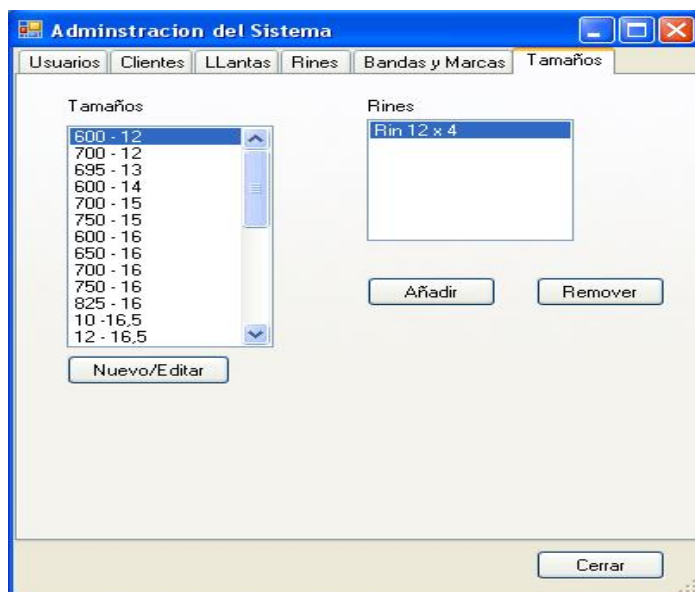 Adminstracion del Sistema
Usuarios Clientes LLantas Rines Bandas y Marcas Tamaños
Tamaños
600 - 12
700 - 12
695 - 13
600 - 14
700 - 15
750 - 15
600 - 16
650 - 16
700 - 16
750 - 16
825 - 16
10 -16,5
12 - 16,5
Nuevo/Editar
Rines
Rin 12 x 4
Añadir Remover
Cerrar